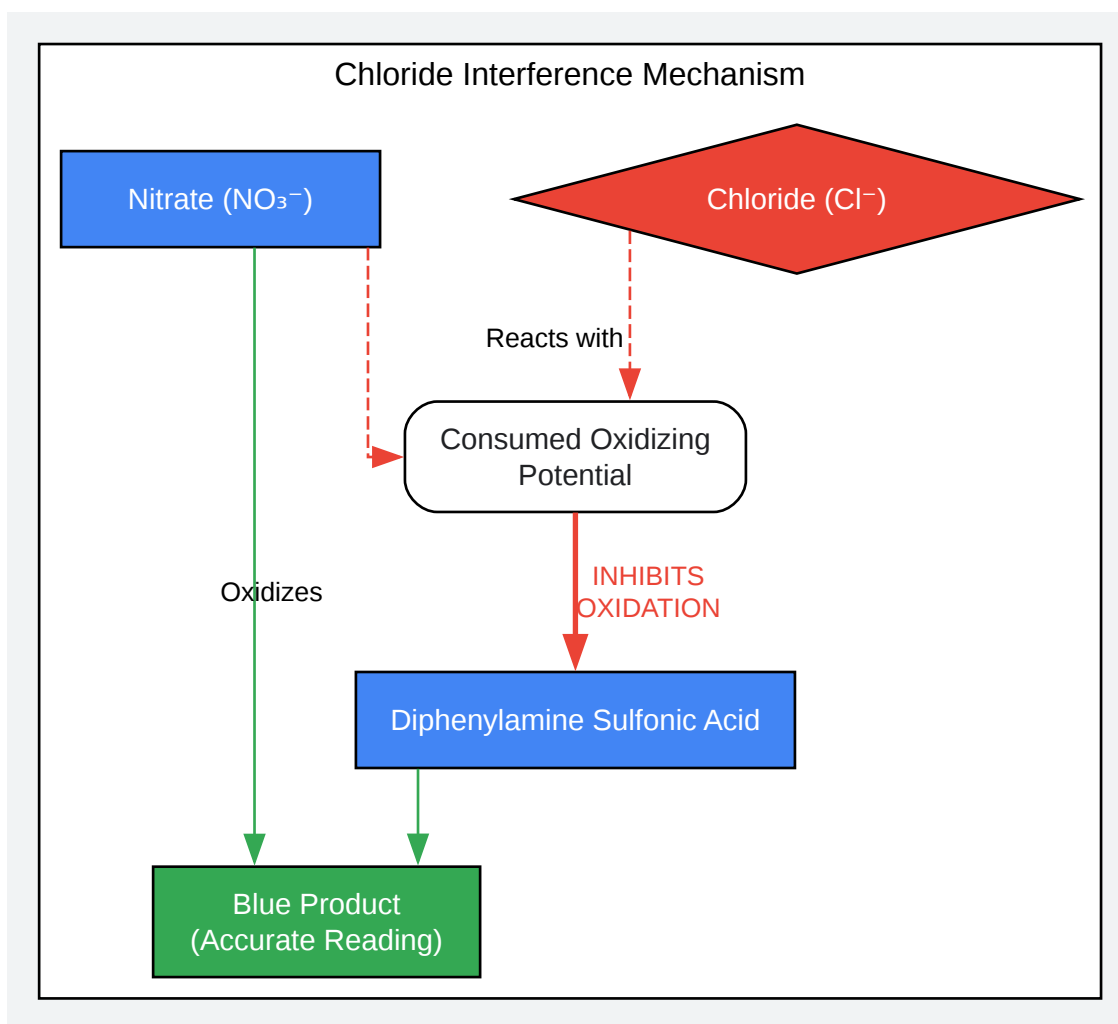 Chloride Interference Mechanism
Nitrate (NO₃⁻)
Chloride (Cl⁻)
Reacts with
Consumed Oxidizing
Potential
Oxidizes
INHIBITS
OXIDATION
Diphenylamine Sulfonic Acid
Blue Product
(Accurate Reading)